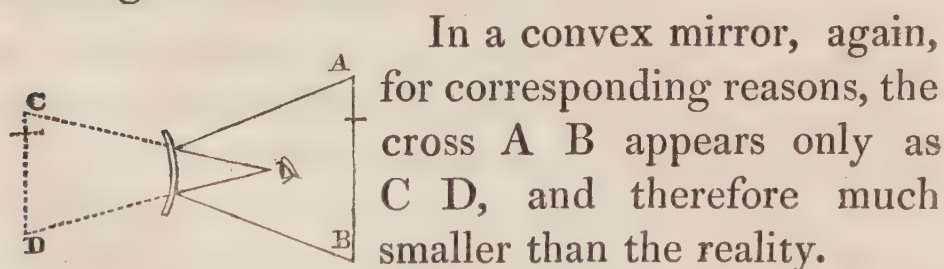 In a convex mirror, again,
for corresponding reasons, the
cross A B appears only as
C D, and therefore much
smaller than the reality.
A
C
D
B